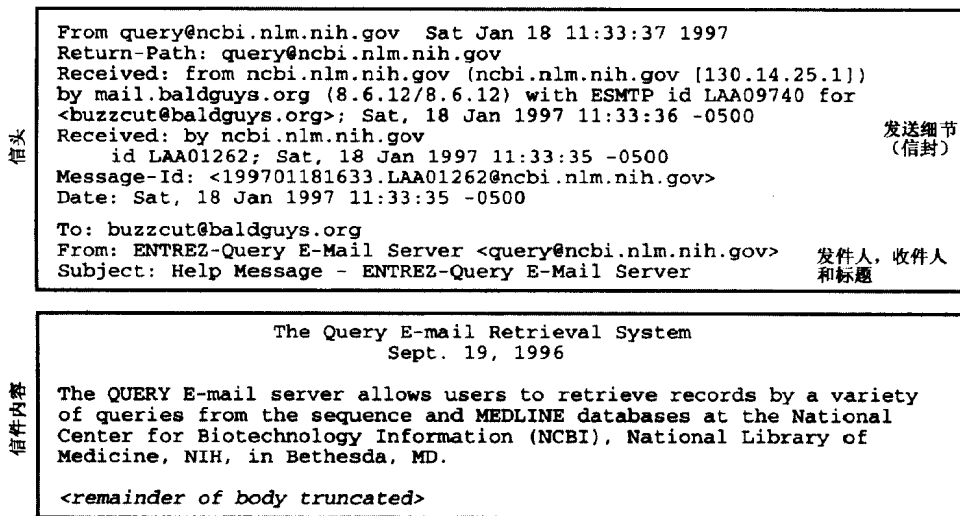 From query@ncbi.nlm.nih.gov  Sat Jan 18 11:33:37 1997
Return-Path: query@ncbi.nlm.nih.gov
Received: from ncbi.nlm.nih.gov (ncbi.nlm.nih.gov [130.14.25.1])
by mail.baldguys.org (8.6.12/8.6.12) with ESMTP id LAA09740 for
<buzzcut@baldguys.org>; Sat, 18 Jan 1997 11:33:36 -0500
Received: by ncbi.nlm.nih.gov
id LAA01262; Sat, 18 Jan 1997 11:33:35 -0500
Message-Id: <199701181633.LAA01262@ncbi.nlm.nih.gov>
Date: Sat, 18 Jan 1997 11:33:35 -0500
发送细节
（信封）
信头
To: buzzcut@baldguys.org
From: ENTREZ-Query E-Mail Server <query@ncbi.nlm.nih.gov>
Subject: Help Message - ENTREZ-Query E-Mail Server
发件人，收件人
和标题
The Query E-mail Retrieval System
Sept. 19, 1996
信件内容
The QUERY E-mail server allows users to retrieve records by a variety
of queries from the sequence and MEDLINE databases at the National
Center for Biotechnology Information (NCBI), National Library of
Medicine, NIH, in Bethesda, MD.
<remainder of body truncated>